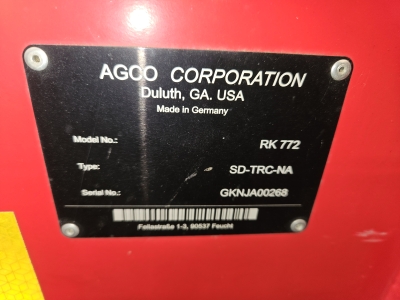 AGCO CORPORATION
Duluth, GA. USA
Made in Germany
Model No.: RK 772
Type: SD-TRC-NA
Serial No.: GKNJA00268
Fellastraße 1-3, 90537 Feucht